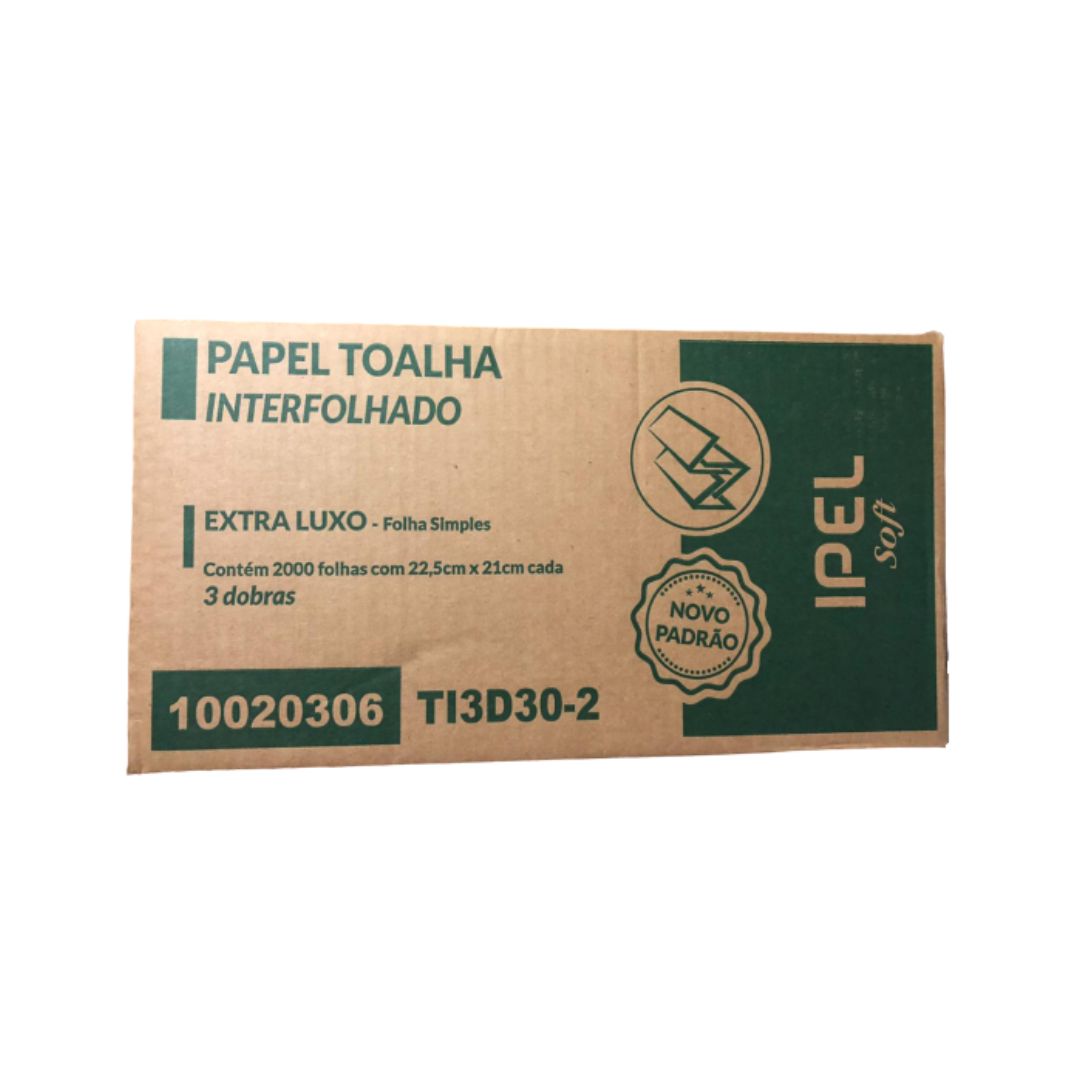 PAPEL TOALHA
INTERFOLHADO
EXTRA LUXO - Folha Simples
Contém 2000 folhas com 22,5cm x 21cm cada
3 dobras
10020306 TI3D30-2
NOVO
PADRÃO
IPEL
Soft